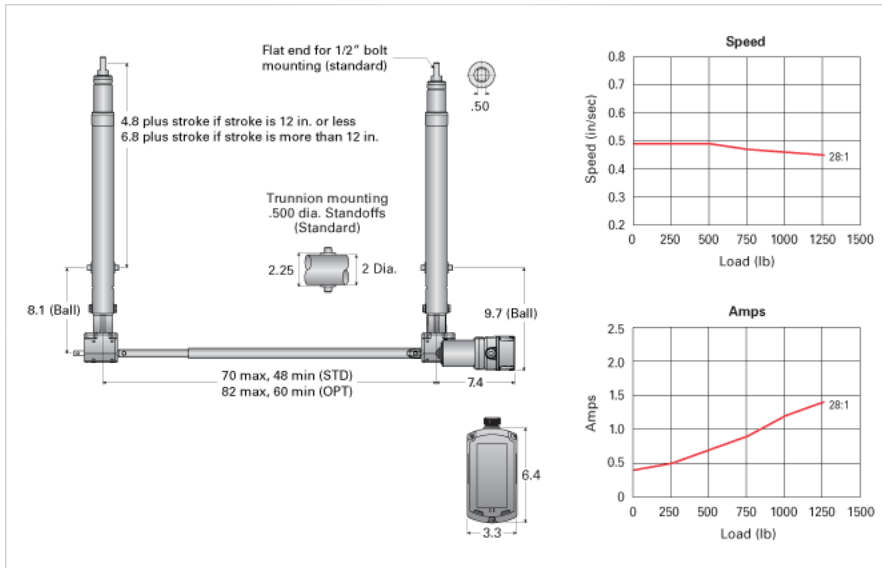 Flat end for 1/2” bolt
mounting (standard)
.50
4.8 plus stroke if stroke is 12 in. or less
6.8 plus stroke if stroke is more than 12 in.
Trunnion mounting
.500 dia. Standoffs
(Standard)
2.25
2 Dia.
8.1 (Ball)
9.7 (Ball)
70 max, 48 min (STD)
82 max, 60 min (OPT)
7.4
6.4
3.3
Speed
0.8
0.7
0.6
0.5
0.4
0.3
0.2
Speed (in/sec)
28:1
0 250 500 750 1000 1250 1500
Load (lb)
Amps
2.5
2.0
1.5
1.0
0.5
0
Amps
28:1
0 250 500 750 1000 1250 1500
Load (lb)